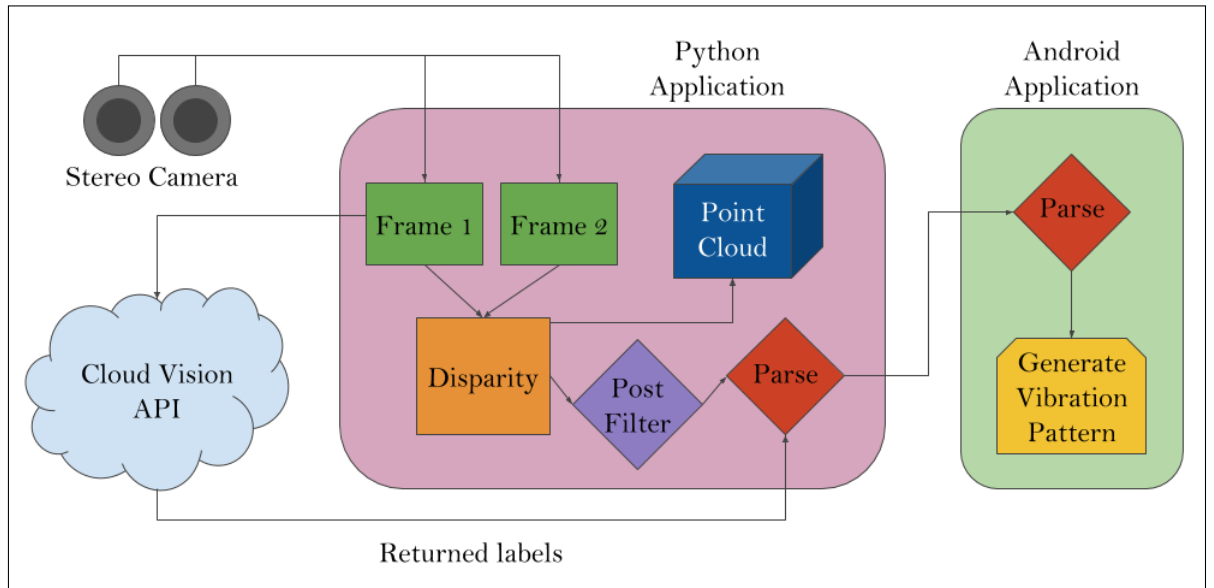 Python
Application
Android
Application
Stereo Camera
Frame 1
Frame 2
Point
Cloud
Parse
Cloud Vision
API
Disparity
Post
Filter
Parse
Generate
Vibration
Pattern
Returned labels